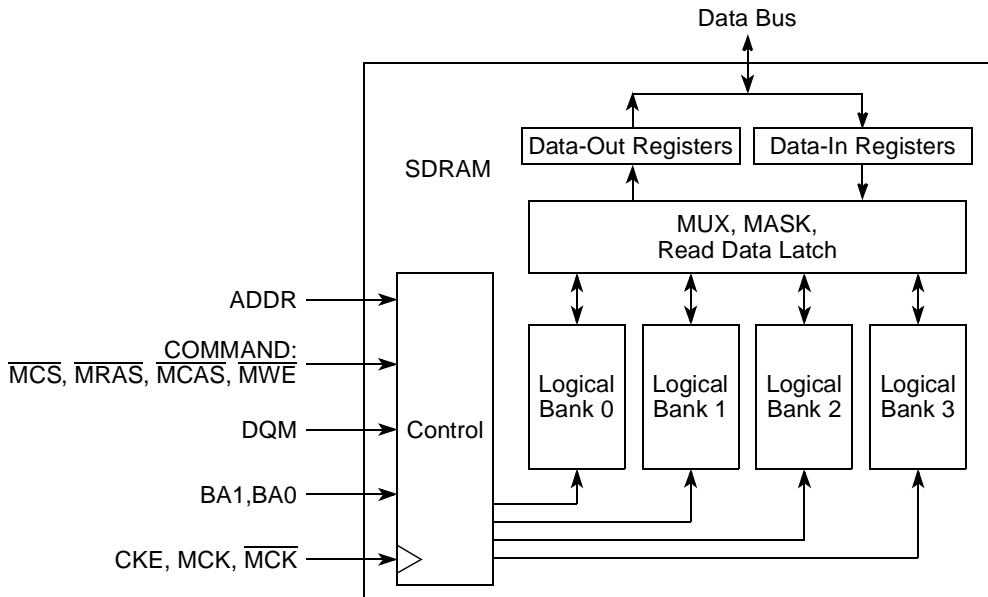 Data Bus
Data-Out Registers
Data-In Registers
SDRAM
MUX, MASK,
Read Data Latch
ADDR
COMMAND:
MCS, MRAS, MCAS, MWE
DQM
BA1,BA0
CKE, MCK, MCK
Control
Logical
Bank 0
Logical
Bank 1
Logical
Bank 2
Logical
Bank 3